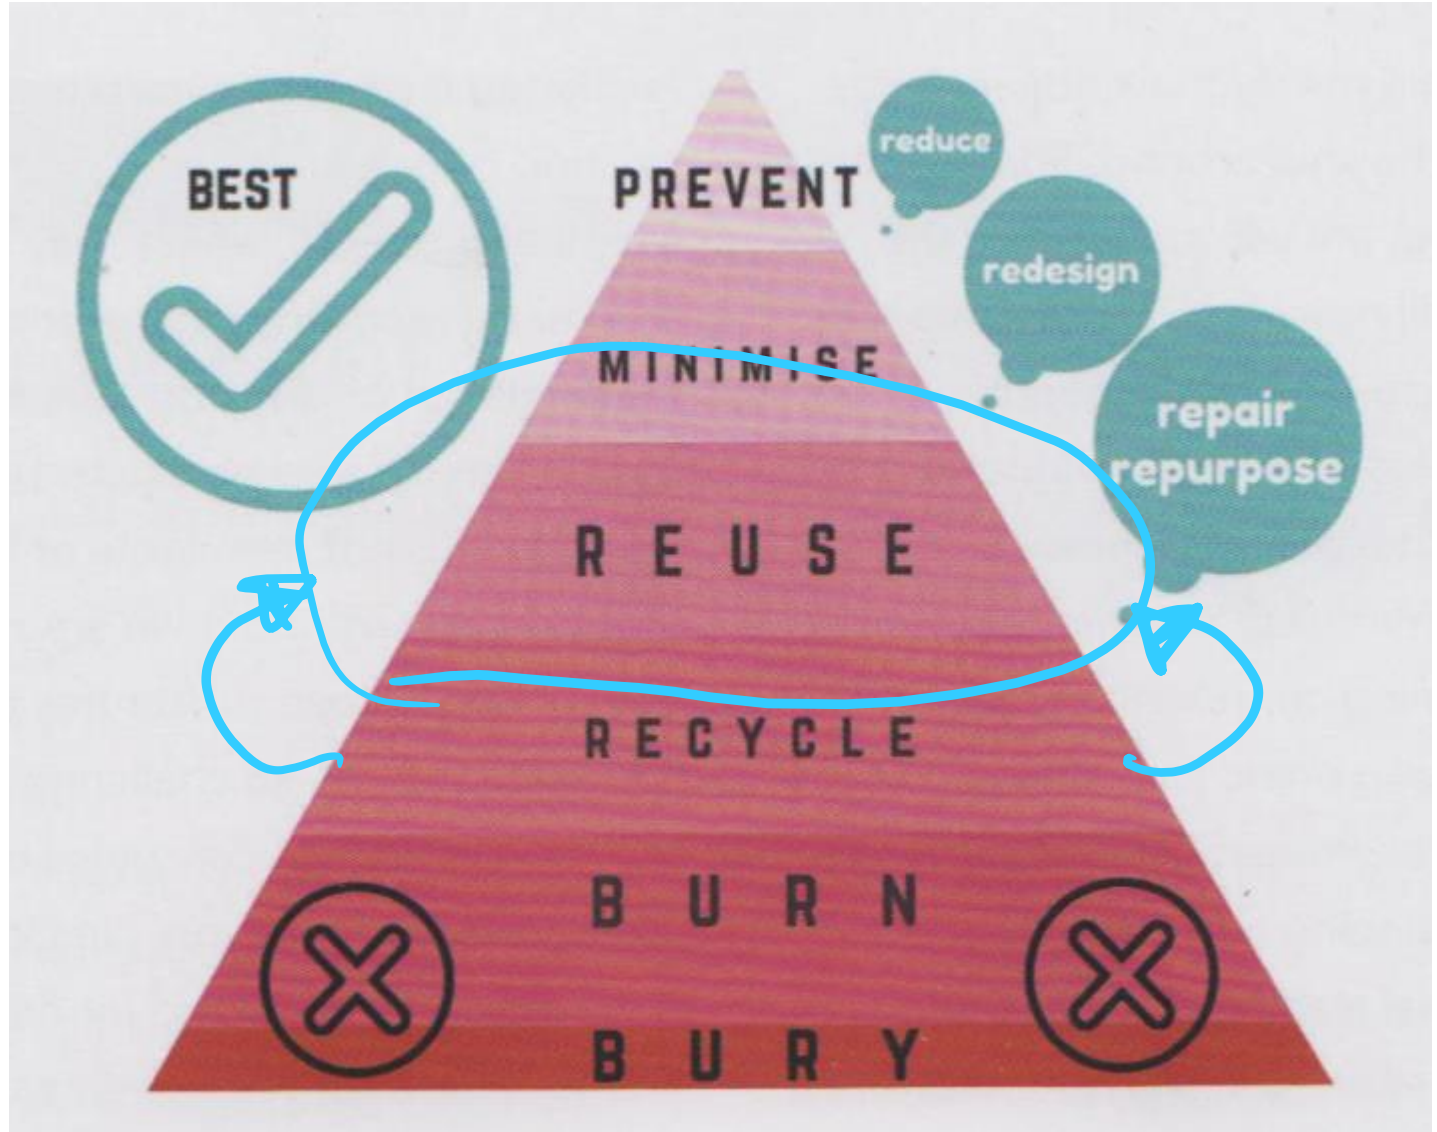 BEST
PREVENT
reduce
redesign
MINIMISE
repair
repurpose
REUSE
RECYCLE
BURN
BURY